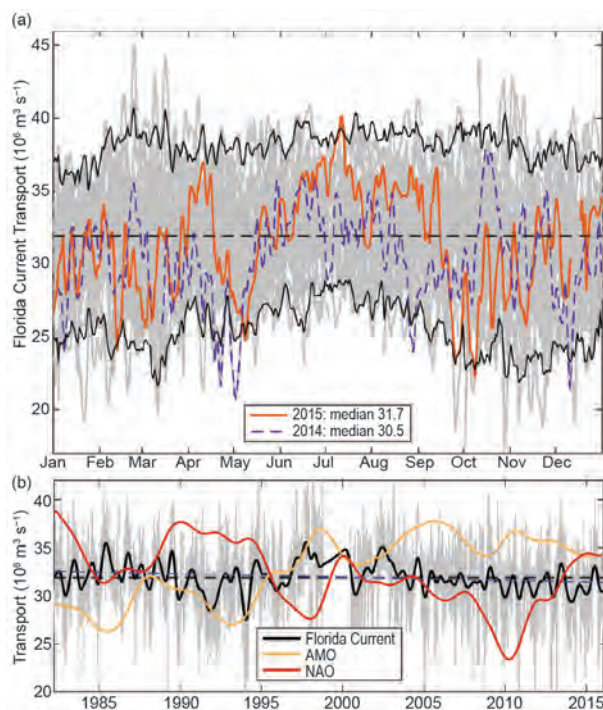 (a)
45
40
35
30
25
20
Florida Current Transport (10⁶ m³ s⁻¹)
2015: median 31.7
2014: median 30.5
Jan Feb Mar Apr May Jun Jul Aug Sep Oct Nov Dec
(b)
40
35
30
25
20
Transport (10⁶ m³ s⁻¹)
Florida Current
AMO
NAO
1985 1990 1995 2000 2005 2010 2015